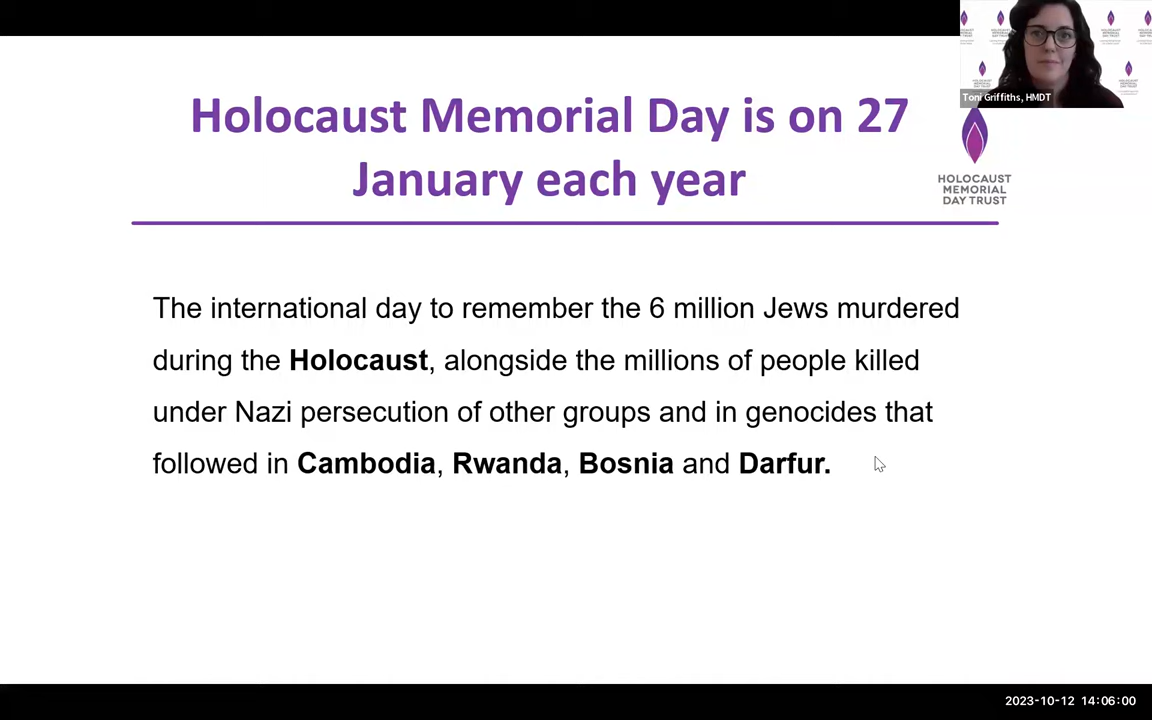 Holocaust Memorial Day is on 27
January each year
Toni Griffiths, HMDT
HOLOCAUST
MEMORIAL
DAY TRUST
The international day to remember the 6 million Jews murdered
during the Holocaust, alongside the millions of people killed
under Nazi persecution of other groups and in genocides that
followed in Cambodia, Rwanda, Bosnia and Darfur.
2023-10-12 14:06:00